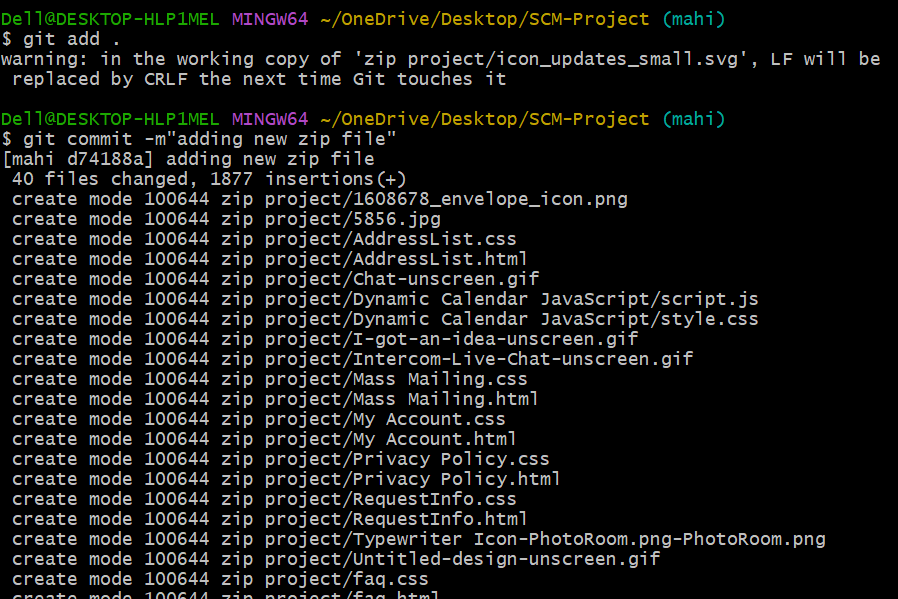 Dell@DESKTOP-HLP1MEL MINGW64 ~/OneDrive/Desktop/SCM-Project (mahi)
$ git add .
warning: in the working copy of 'zip project/icon_updates_small.svg', LF will be
 replaced by CRLF the next time Git touches it

Dell@DESKTOP-HLP1MEL MINGW64 ~/OneDrive/Desktop/SCM-Project (mahi)
$ git commit -m"adding new zip file"
[mahi d74188a] adding new zip file
 40 files changed, 1877 insertions(+)
 create mode 100644 zip project/1608678_envelope_icon.png
 create mode 100644 zip project/5856.jpg
 create mode 100644 zip project/AddressList.css
 create mode 100644 zip project/AddressList.html
 create mode 100644 zip project/Chat-unscreen.gif
 create mode 100644 zip project/Dynamic Calendar JavaScript/script.js
 create mode 100644 zip project/Dynamic Calendar JavaScript/style.css
 create mode 100644 zip project/I-got-an-idea-unscreen.gif
 create mode 100644 zip project/Intercom-Live-Chat-unscreen.gif
 create mode 100644 zip project/Mass Mailing.css
 create mode 100644 zip project/Mass Mailing.html
 create mode 100644 zip project/My Account.css
 create mode 100644 zip project/My Account.html
 create mode 100644 zip project/Privacy Policy.css
 create mode 100644 zip project/Privacy Policy.html
 create mode 100644 zip project/RequestInfo.css
 create mode 100644 zip project/RequestInfo.html
 create mode 100644 zip project/Typewriter Icon-PhotoRoom.png-PhotoRoom.png
 create mode 100644 zip project/Untitled-design-unscreen.gif
 create mode 100644 zip project/faq.css
 create mode 100644 zip project/faq.html